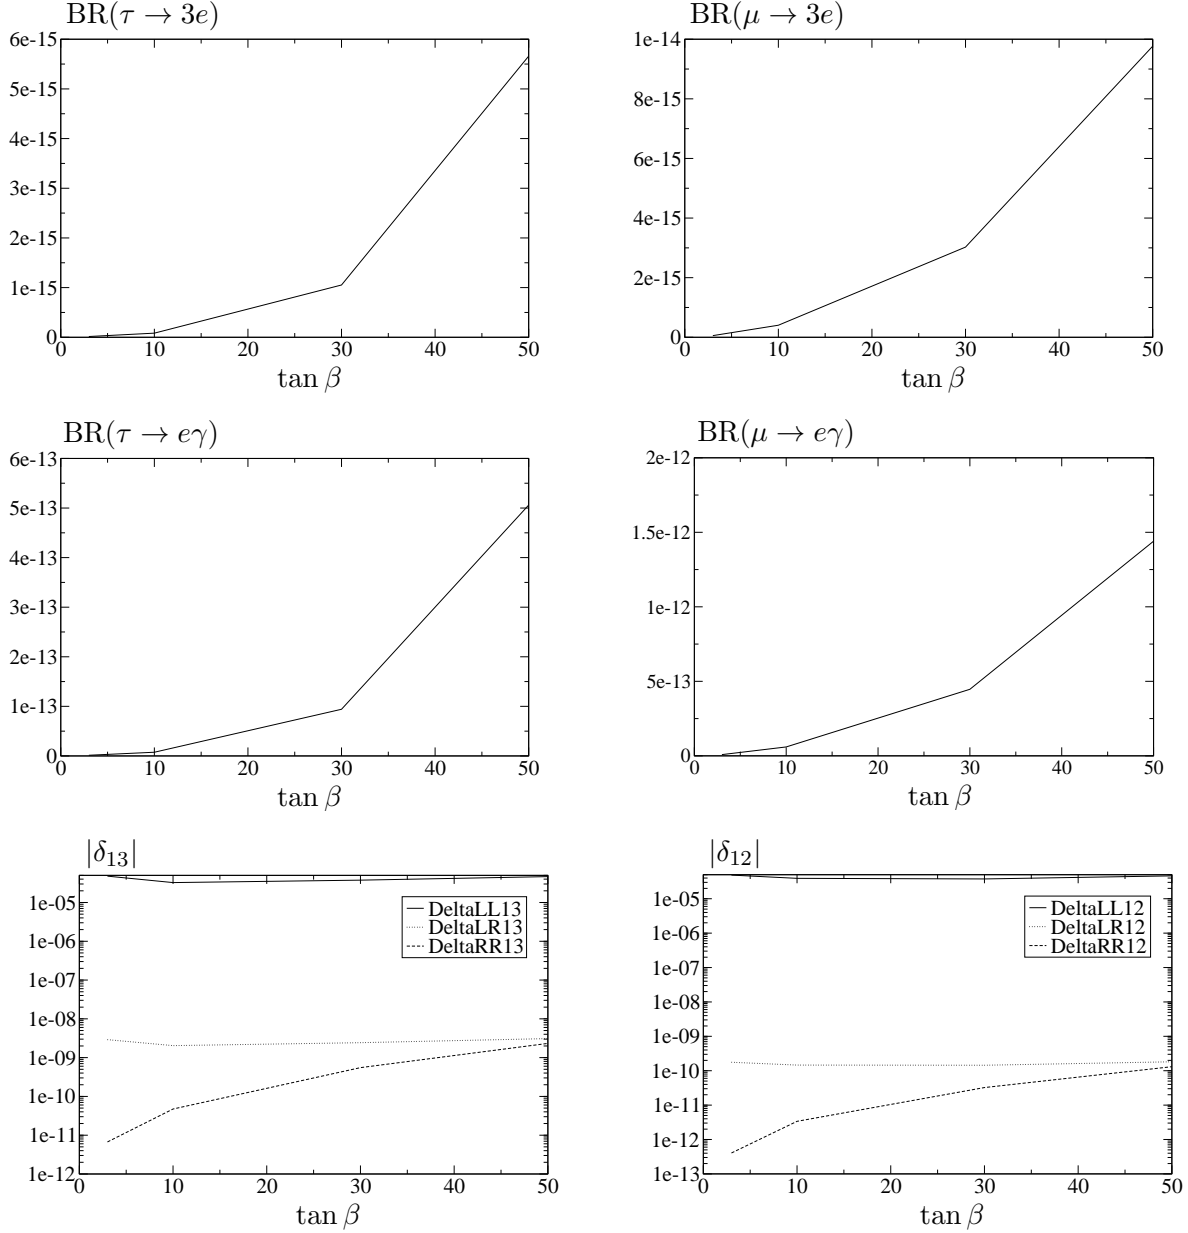 BR(τ → 3e)
6e-15
5e-15
4e-15
3e-15
2e-15
1e-15
0
0 10 20 30 40 50
tan β
BR(μ → 3e)
1e-14
8e-15
6e-15
4e-15
2e-15
0
0 10 20 30 40 50
tan β
BR(τ → eγ)
6e-13
5e-13
4e-13
3e-13
2e-13
1e-13
0
0 10 20 30 40 50
tan β
BR(μ → eγ)
2e-12
1.5e-12
1e-12
5e-13
0
0 10 20 30 40 50
tan β
|δ₁₃|
1e-05
1e-06
1e-07
1e-08
1e-09
1e-10
1e-11
1e-12
DeltaLL13
DeltaLR13
DeltaRR13
0 10 20 30 40 50
tan β
|δ₁₂|
1e-05
1e-06
1e-07
1e-08
1e-09
1e-10
1e-11
1e-12
1e-13
DeltaLL12
DeltaLR12
DeltaRR12
0 10 20 30 40 50
tan β